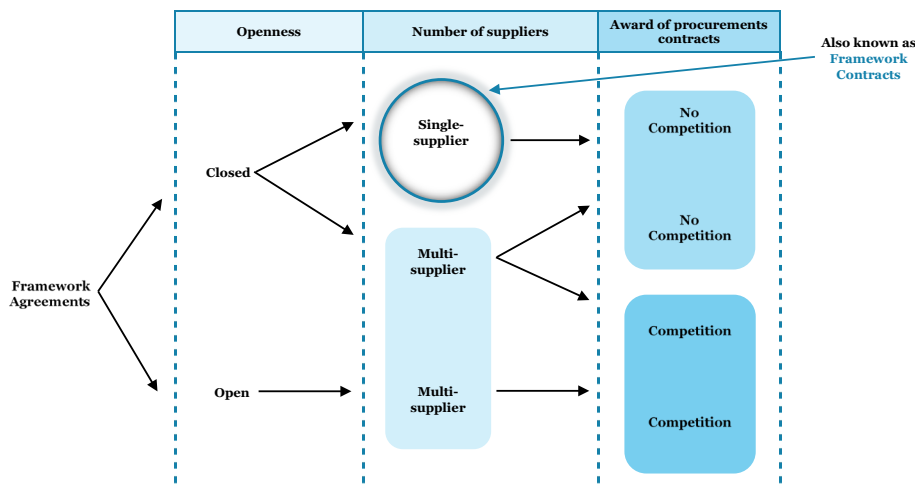 Openness
Number of suppliers
Award of procurements
contracts
Also known as
Framework
Contracts
Single-
supplier
No
Competition
Closed
No
Competition
Multi-
supplier
Framework
Agreements
Competition
Open
Multi-
supplier
Competition